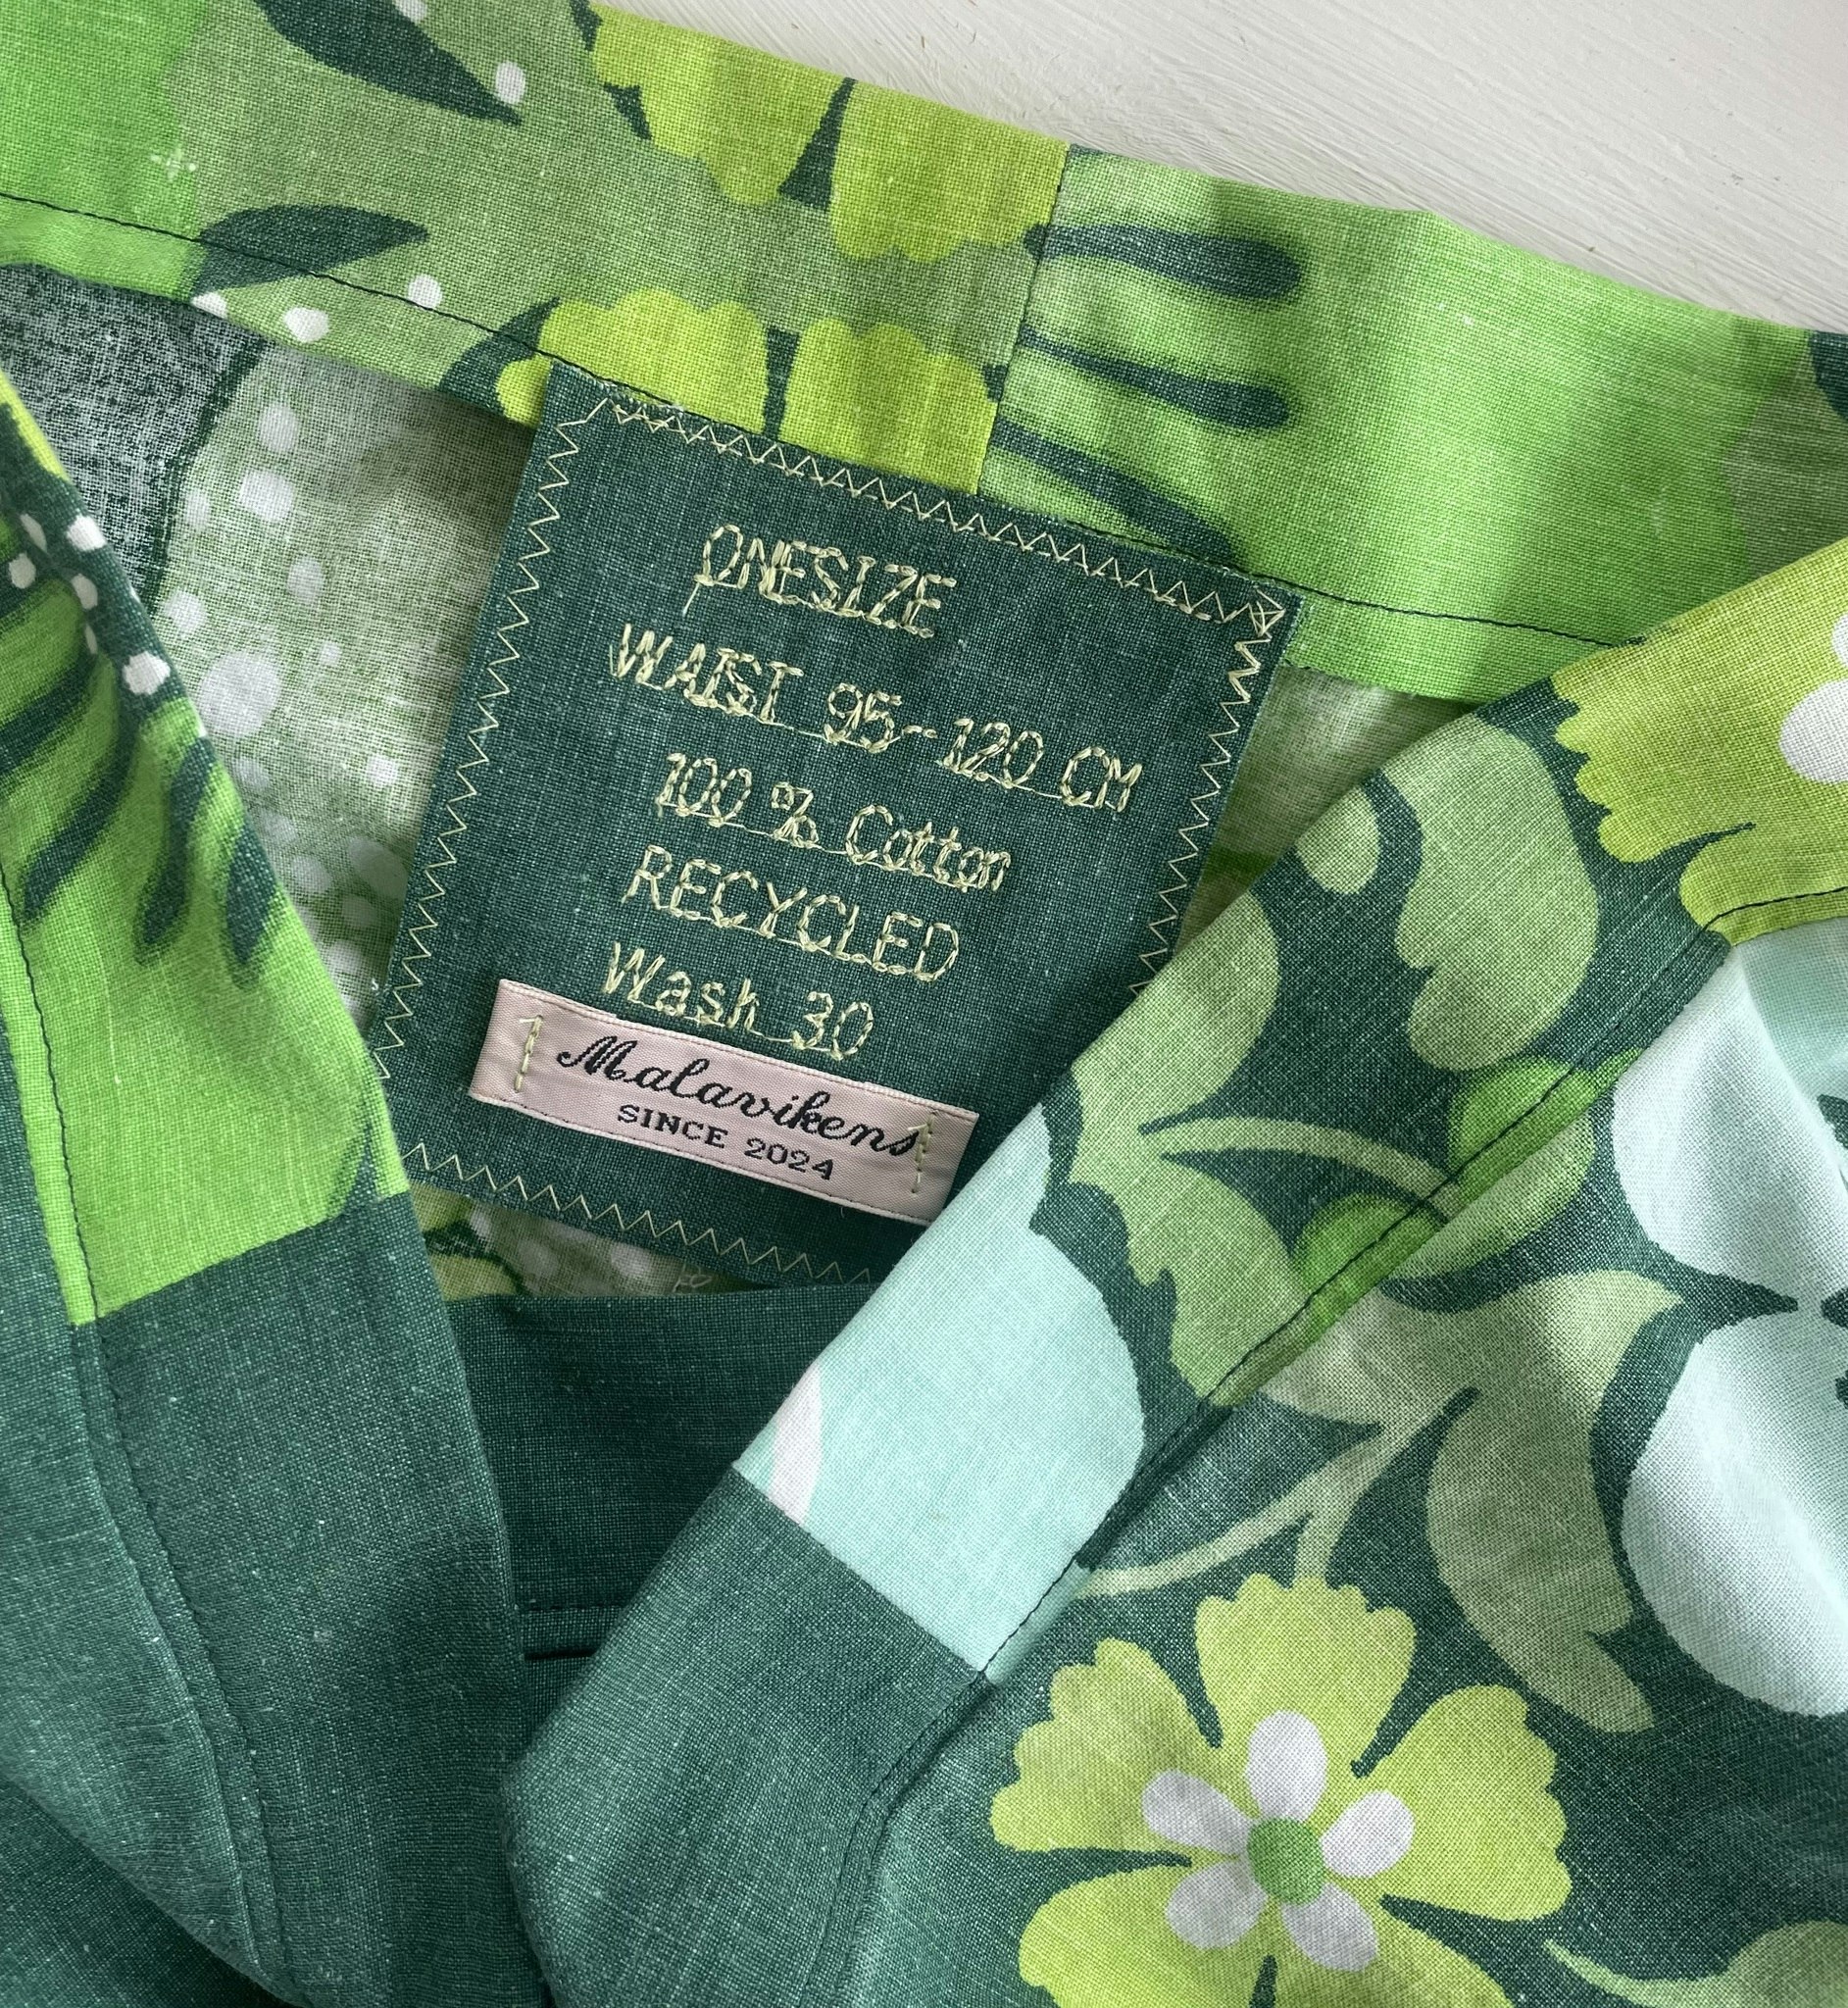 ONESIZE
WAIST 95-120 CM
100 % Cotton
RECYCLED
Wash 30
Malavikens
SINCE 2024